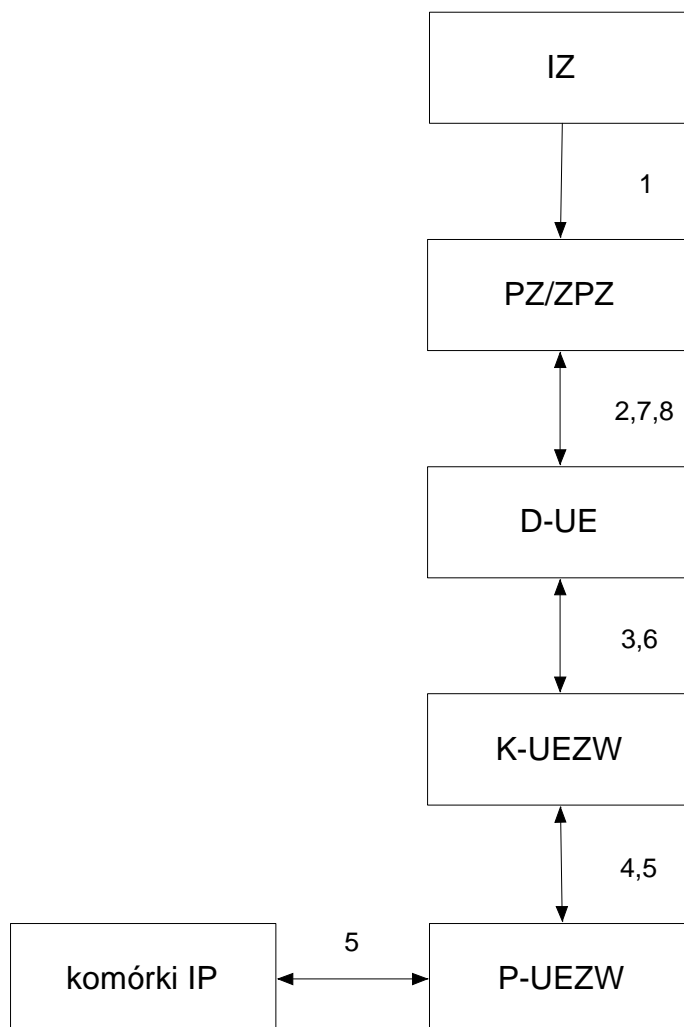 IZ
1
PZ/ZPZ
2,7,8
D-UE
3,6
K-UEZW
4,5
5
komórki IP
P-UEZW